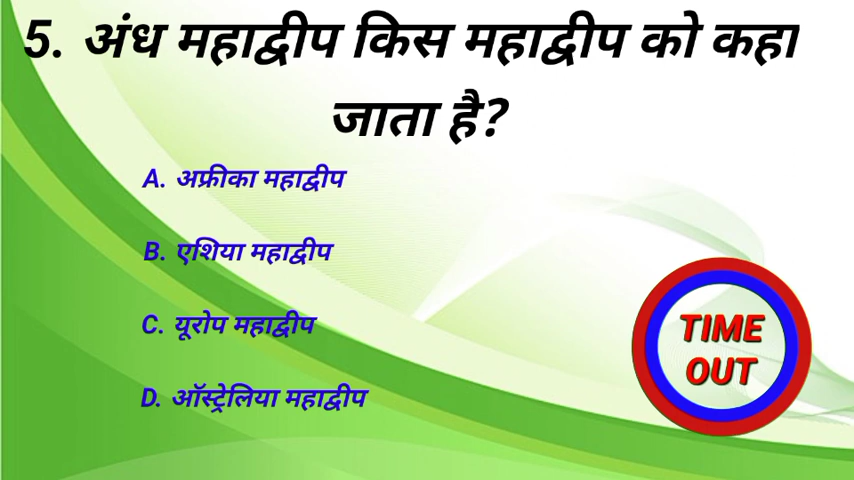 5. अंध महाद्वीप किस महाद्वीप को कहा
जाता है?
A. अफ्रीका महाद्वीप
B. एशिया महाद्वीप
C. यूरोप महाद्वीप
D. ऑस्ट्रेलिया महाद्वीप
TIME
OUT